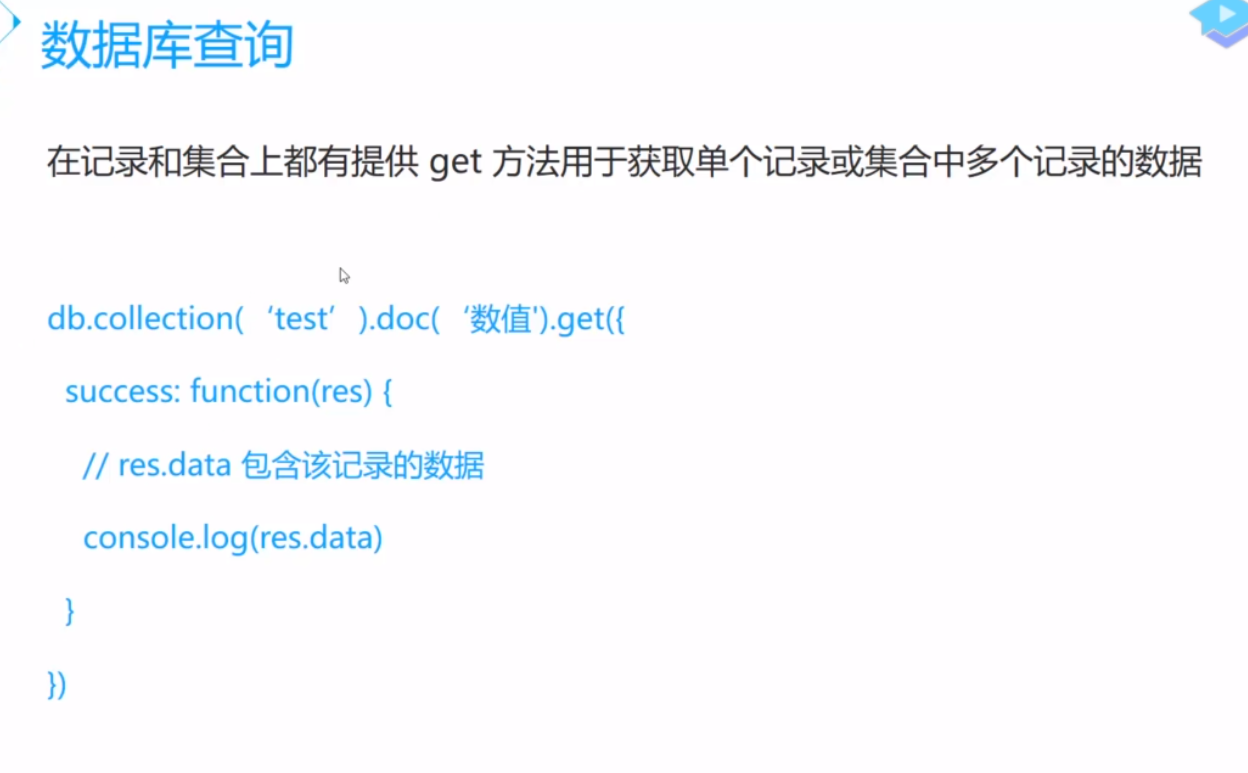 数据库查询
在记录和集合上都有提供 get 方法用于获取单个记录或集合中多个记录的数据
db.collection(‘test’).doc(‘数值').get({
success: function(res) {
// res.data 包含该记录的数据
console.log(res.data)
}
})